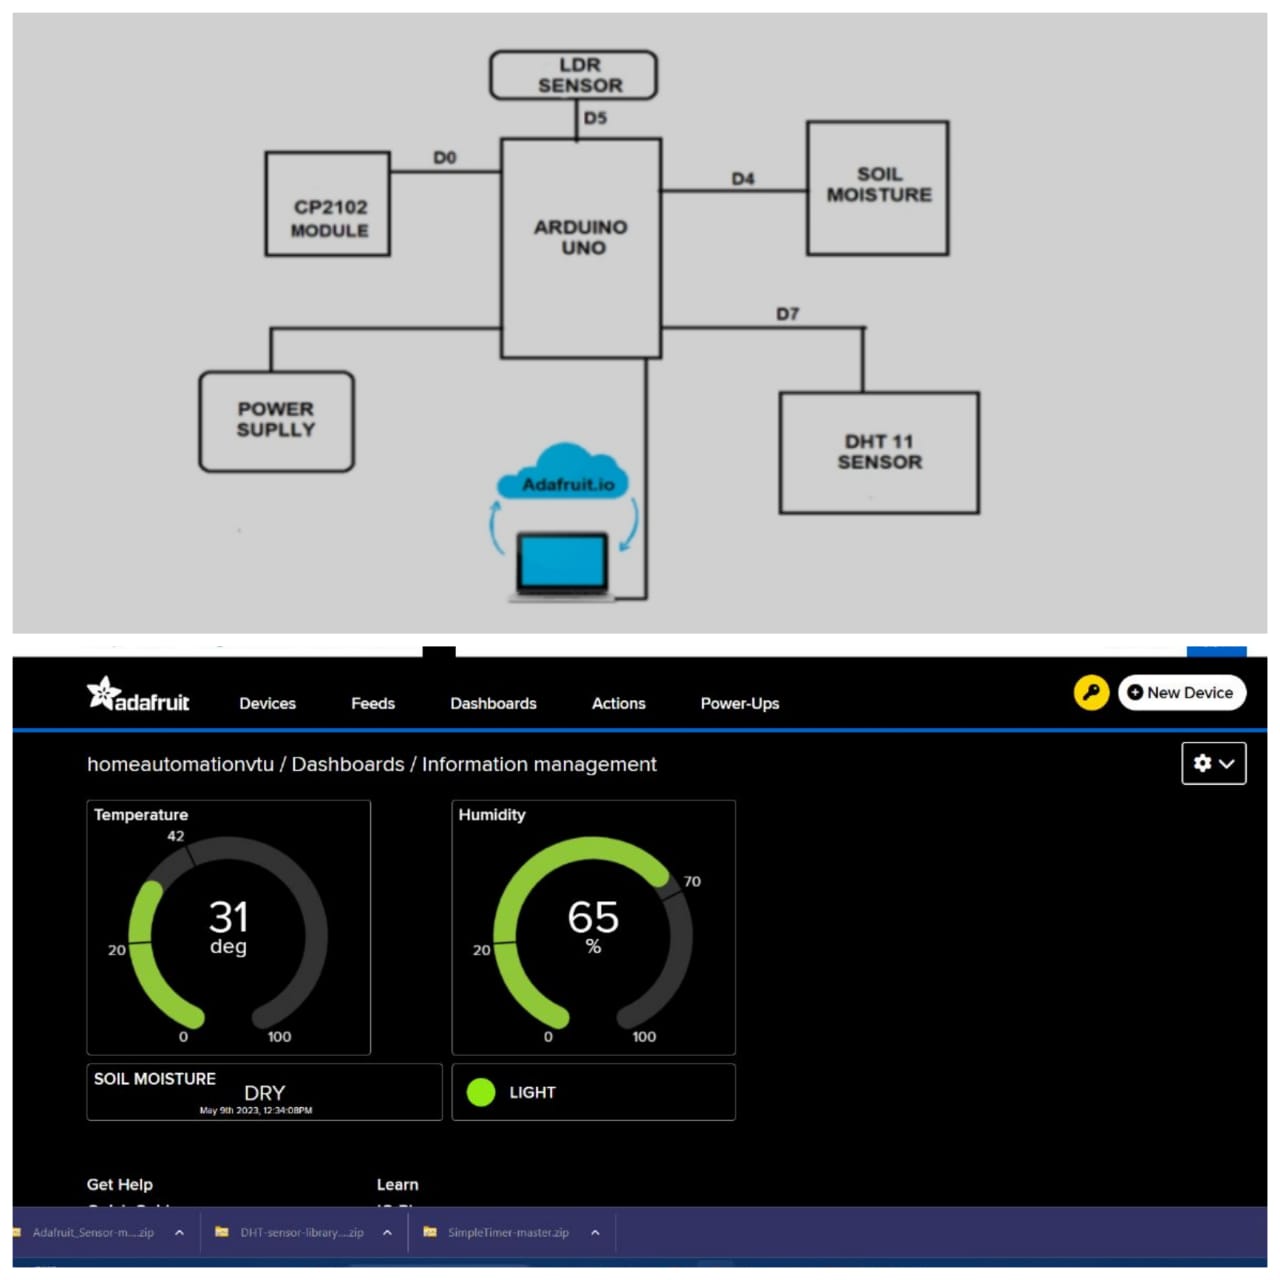 LDR
SENSOR
D5
D0
CP2102
MODULE
ARDUINO
UNO
D4
SOIL
MOISTURE
D7
POWER
SUPLLY
DHT 11
SENSOR
Adafruit.io
adafruit
Devices
Feeds
Dashboards
Actions
Power-Ups
New Device
homeautomationvtu / Dashboards / Information management
Temperature
42
31
deg
20
0
100
Humidity
70
65
%
20
0
100
SOIL MOISTURE
DRY
May 9th 2023, 12:34:08PM
LIGHT
Get Help
Learn
Adafruit_Sensor-m....zip
DHT-sensor-library....zip
SimpleTimer-master.zip